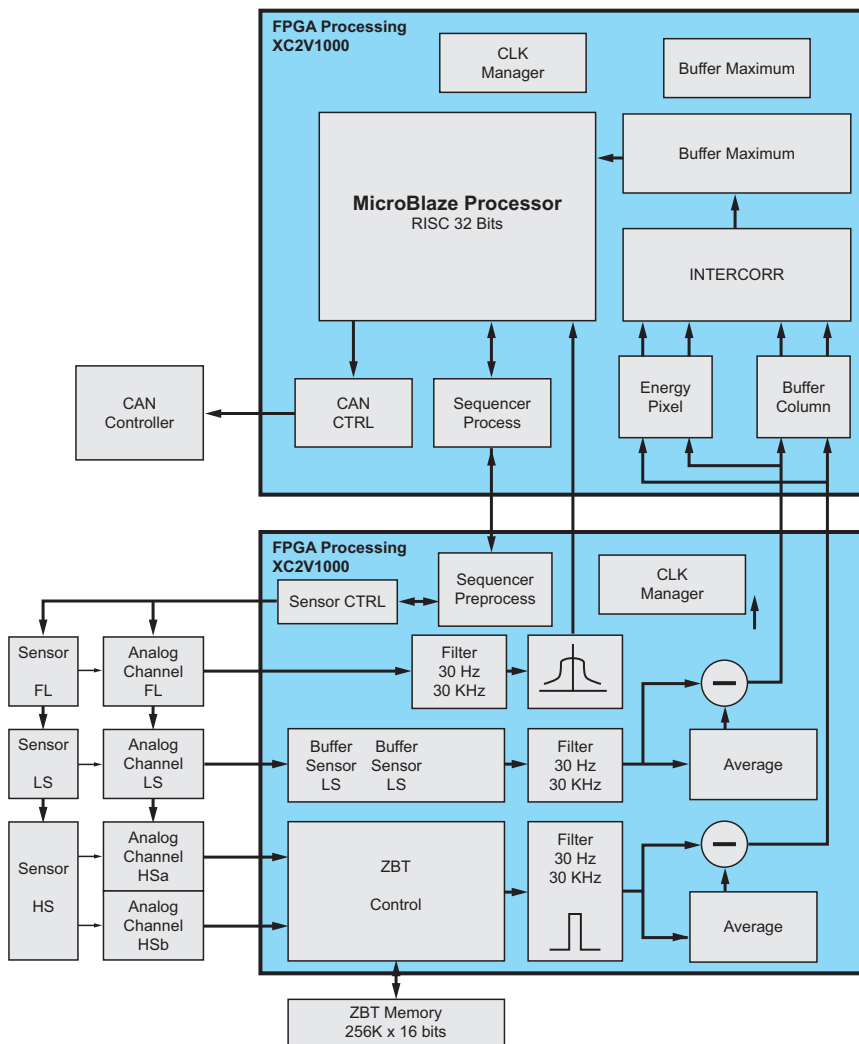 FPGA Processing
XC2V1000
CLK
Manager
Buffer Maximum
Buffer Maximum
MicroBlaze Processor
RISC 32 Bits
INTERCORR
CAN
Controller
CAN
CTRL
Sequencer
Process
Energy
Pixel
Buffer
Column
FPGA Processing
XC2V1000
Sequencer
Preprocess
CLK
Manager
Sensor CTRL
Sensor
FL
Analog
Channel
FL
Filter
30 Hz
30 KHz
Sensor
LS
Analog
Channel
LS
Buffer
Sensor
LS
Buffer
Sensor
LS
Filter
30 Hz
30 KHz
Average
Sensor
HS
Analog
Channel
HSa
Analog
Channel
HSb
ZBT
Control
Filter
30 Hz
30 KHz
Average
ZBT Memory
256K x 16 bits